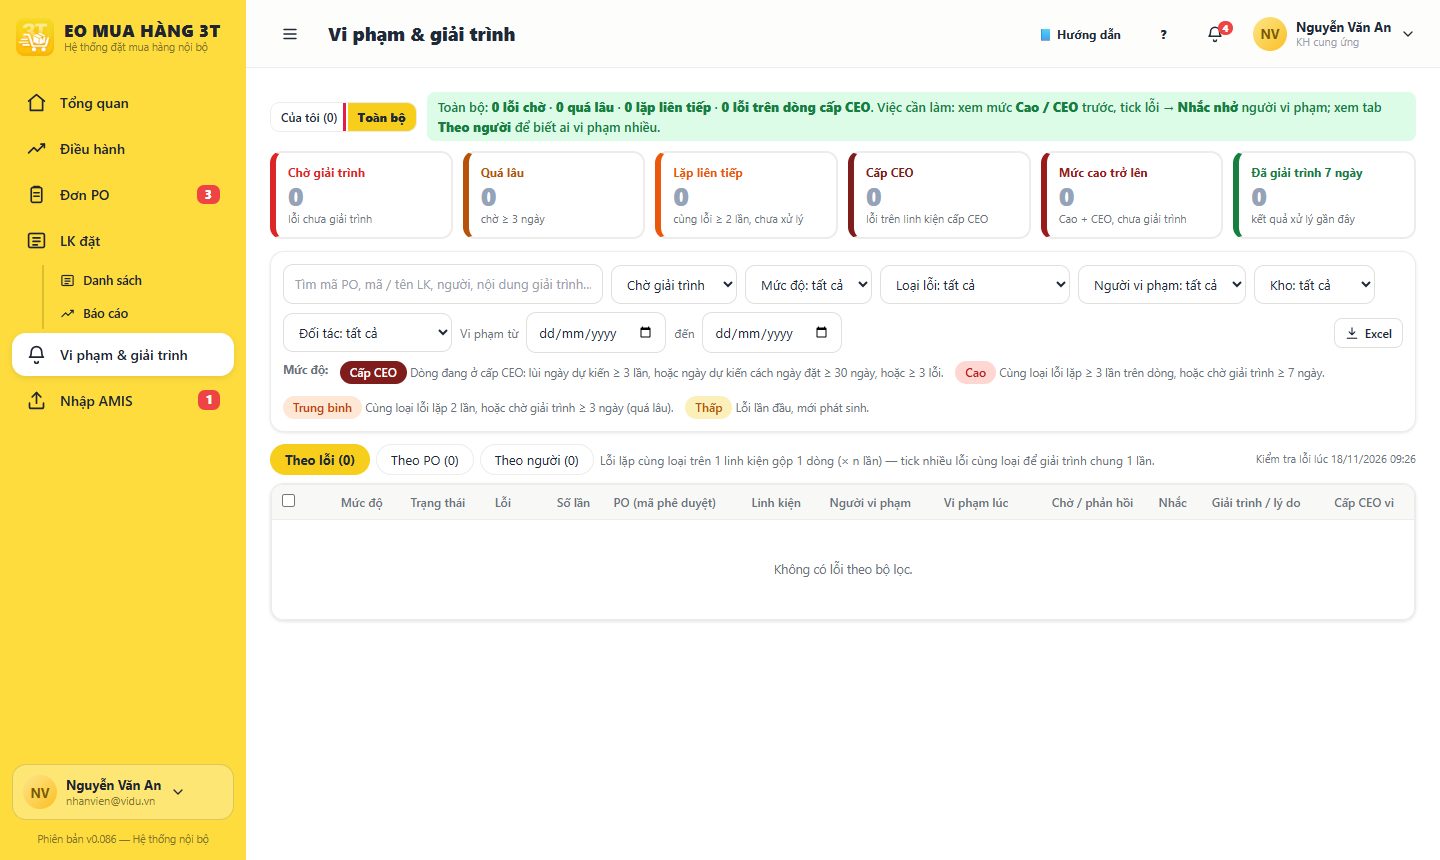 3T
EO MUA HÀNG 3T
Hệ thống đặt mua hàng nội bộ
Tổng quan
Điều hành
Đơn PO 3
LK đặt
Danh sách
Báo cáo
Vi phạm & giải trình
Nhập AMIS 1
NV Nguyễn Văn An
nhanvien@vidu.vn
Phiên bản v0.086 — Hệ thống nội bộ
Vi phạm & giải trình
Hướng dẫn ? 4 NV Nguyễn Văn An
KH cung ứng
Của tôi (0) Toàn bộ
Toàn bộ: 0 lỗi chờ · 0 quá lâu · 0 lặp liên tiếp · 0 lỗi trên dòng cấp CEO. Việc cần làm: xem mức Cao / CEO trước, tick lỗi → Nhắc nhở người vi phạm; xem tab
Theo người để biết ai vi phạm nhiều.
Chờ giải trình
0
lỗi chưa giải trình
Quá lâu
0
chờ ≥ 3 ngày
Lặp liên tiếp
0
cùng lỗi ≥ 2 lần, chưa xử lý
Cấp CEO
0
lỗi trên linh kiện cấp CEO
Mức cao trở lên
0
Cao + CEO, chưa giải trình
Đã giải trình 7 ngày
0
kết quả xử lý gần đây
Tìm mã PO, mã / tên LK, người, nội dung giải trình... Chờ giải trình Mức độ: tất cả Loại lỗi: tất cả Người vi phạm: tất cả Kho: tất cả
Đối tác: tất cả Vi phạm từ dd/mm/yyyy đến dd/mm/yyyy Excel
Mức độ: Cấp CEO Dòng đang ở cấp CEO: lùi ngày dự kiến ≥ 3 lần, hoặc ngày dự kiến cách ngày đặt ≥ 30 ngày, hoặc ≥ 3 lỗi. Cao Cùng loại lỗi lặp ≥ 3 lần trên dòng, hoặc chờ giải trình ≥ 7 ngày.
Trung bình Cùng loại lỗi lặp 2 lần, hoặc chờ giải trình ≥ 3 ngày (quá lâu). Thấp Lỗi lần đầu, mới phát sinh.
Theo lỗi (0) Theo PO (0) Theo người (0) Lỗi lặp cùng loại trên 1 linh kiện gộp 1 dòng (× n lần) — tick nhiều lỗi cùng loại để giải trình chung 1 lần. Kiểm tra lỗi lúc 18/11/2026 09:26
Mức độ Trạng thái Lỗi Số lần PO (mã phê duyệt) Linh kiện Người vi phạm Vi phạm lúc Chờ / phản hồi Nhắc Giải trình / lý do Cấp CEO vì
Không có lỗi theo bộ lọc.